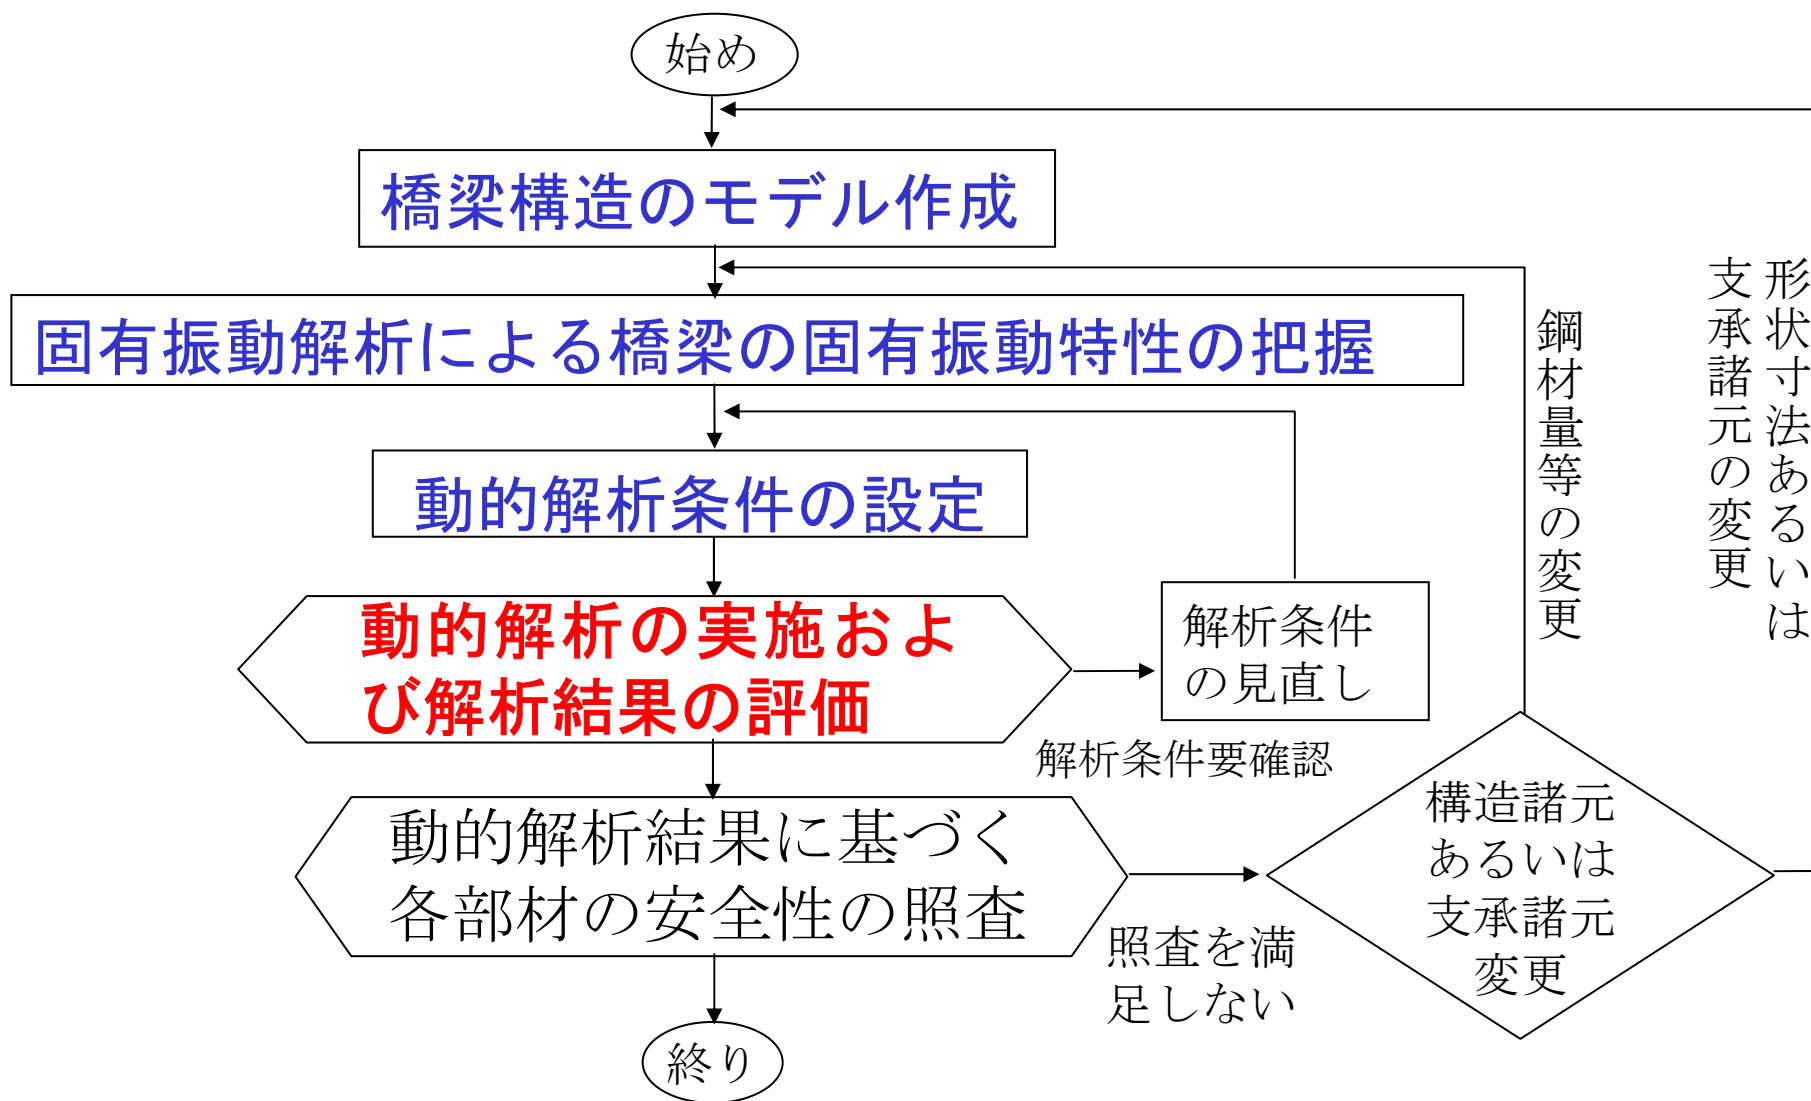 始め
橋梁構造のモデル作成
固有振動解析による橋梁の固有振動特性の把握
動的解析条件の設定
動的解析の実施およ
び解析結果の評価
解析条件
の見直し
解析条件要確認
動的解析結果に基づく
各部材の安全性の照査
照査を満
足しない
構造諸元
あるいは
支承諸元
変更
鋼材量等の変更
形状寸法あるいは
支承諸元の変更
終り